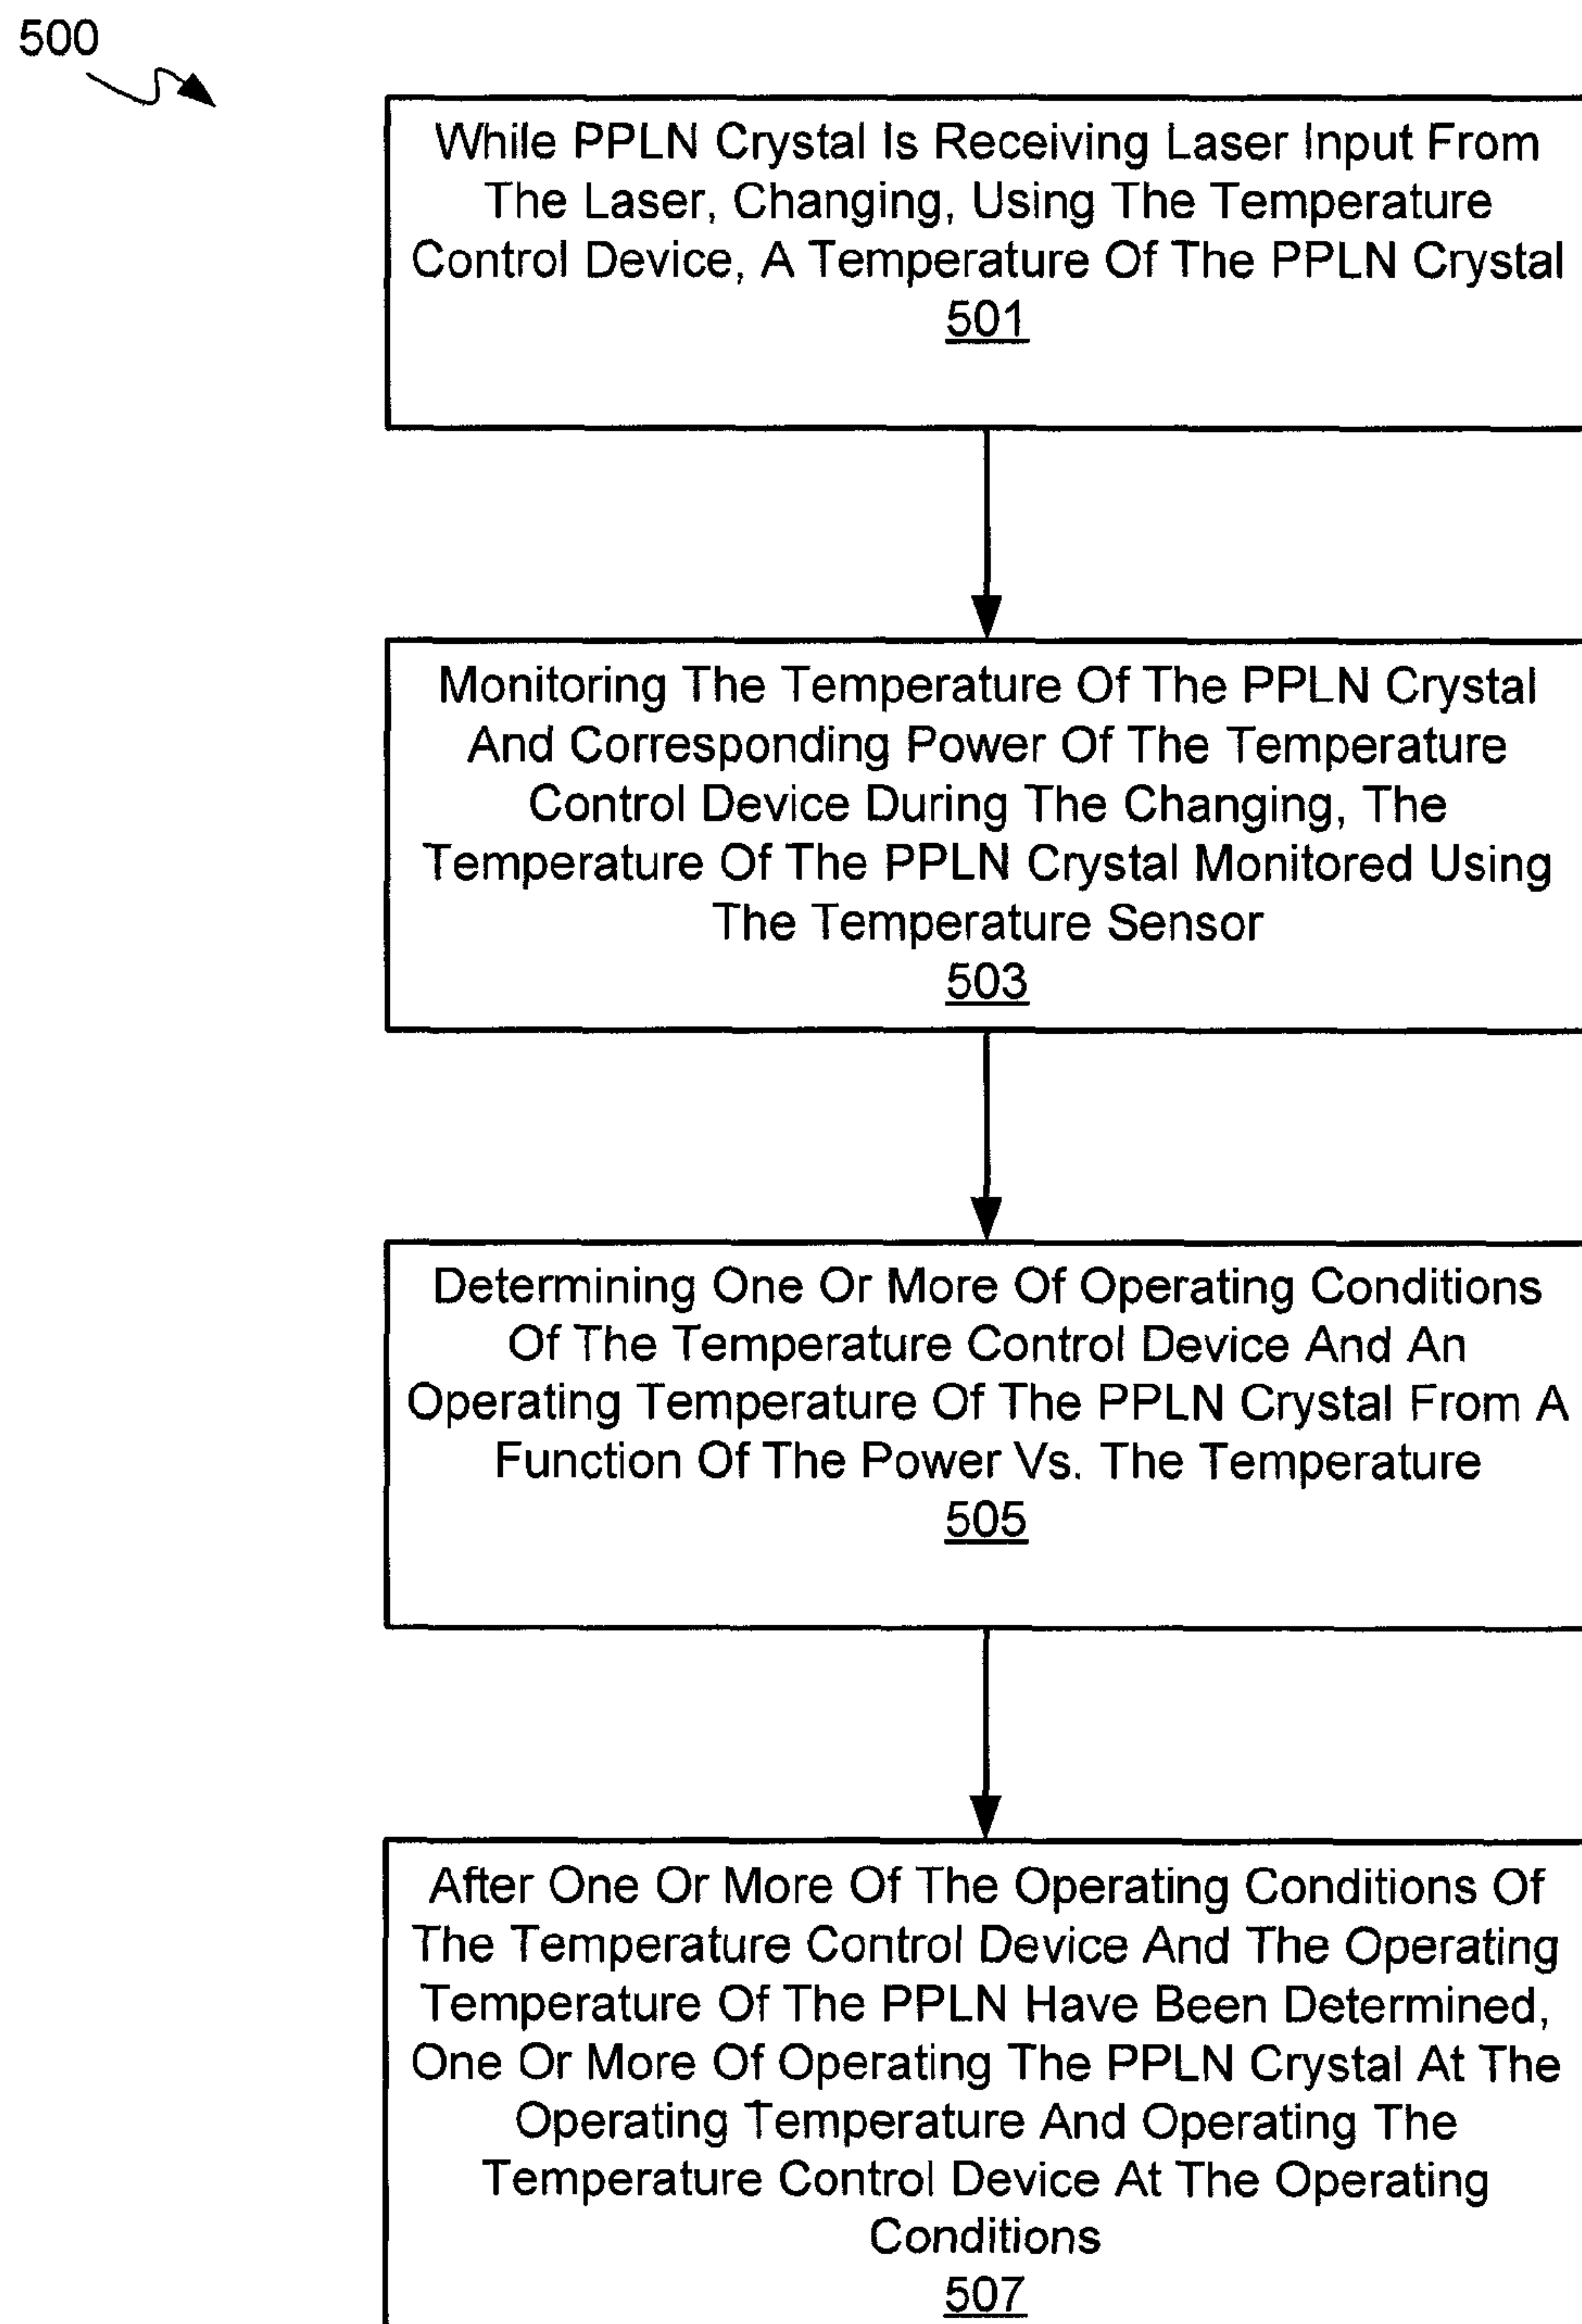 500
While PPLN Crystal Is Receiving Laser Input From
The Laser, Changing, Using The Temperature
Control Device, A Temperature Of The PPLN Crystal
501
Monitoring The Temperature Of The PPLN Crystal
And Corresponding Power Of The Temperature
Control Device During The Changing, The
Temperature Of The PPLN Crystal Monitored Using
The Temperature Sensor
503
Determining One Or More Of Operating Conditions
Of The Temperature Control Device And An
Operating Temperature Of The PPLN Crystal From A
Function Of The Power Vs. The Temperature
505
After One Or More Of The Operating Conditions Of
The Temperature Control Device And The Operating
Temperature Of The PPLN Have Been Determined,
One Or More Of Operating The PPLN Crystal At The
Operating Temperature And Operating The
Temperature Control Device At The Operating
Conditions
507